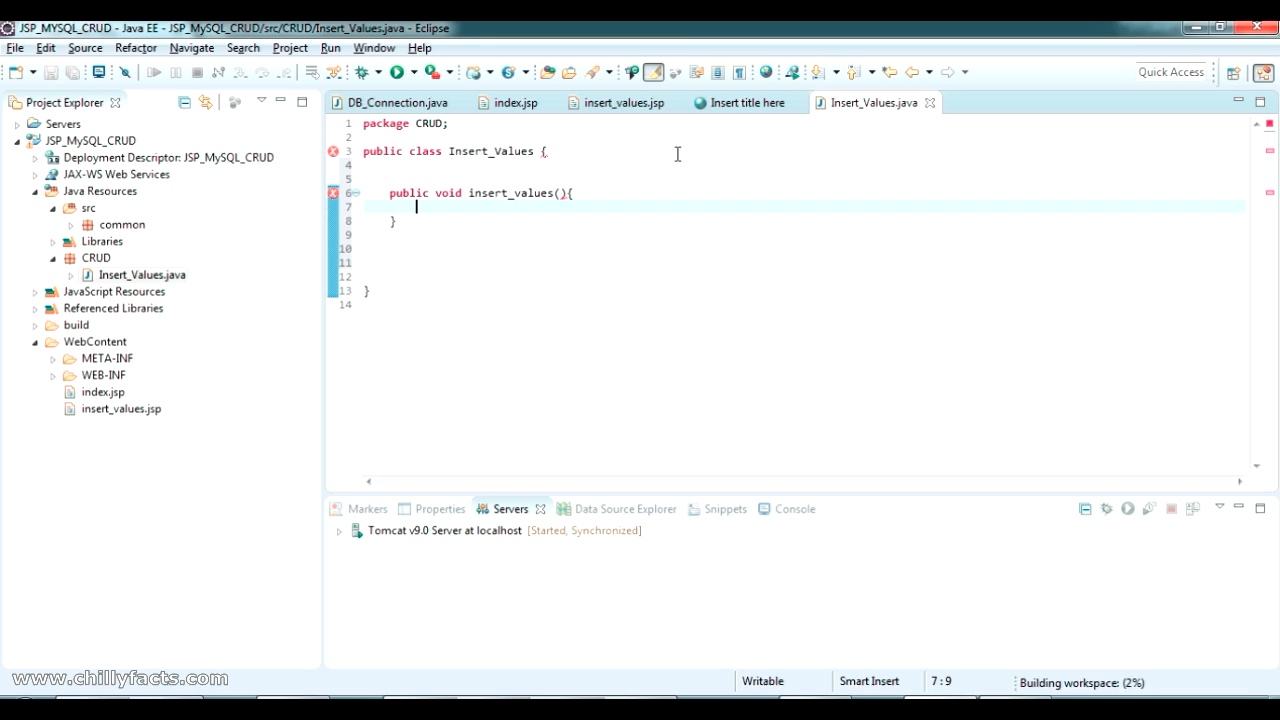 JSP_MYSQL_CRUD - Java EE - JSP_MySQL_CRUD/src/CRUD/Insert_Values.java - Eclipse
File Edit Source Refactor Navigate Search Project Run Window Help
Quick Access
Project Explorer
DB_Connection.java index.jsp insert_values.jsp Insert title here Insert_Values.java
Servers
JSP_MySQL_CRUD
Deployment Descriptor: JSP_MySQL_CRUD
JAX-WS Web Services
Java Resources
src
common
Libraries
CRUD
Insert_Values.java
JavaScript Resources
Referenced Libraries
build
WebContent
META-INF
WEB-INF
index.jsp
insert_values.jsp
1 package CRUD;
2
3 public class Insert_Values {
4
5
6 public void insert_values(){
7
8 }
9
10
11
12
13 }
14
Markers Properties Servers Data Source Explorer Snippets Console
Tomcat v9.0 Server at localhost [Started, Synchronized]
www.chillyfacts.com
Writable Smart Insert 7 : 9 Building workspace: (2%)